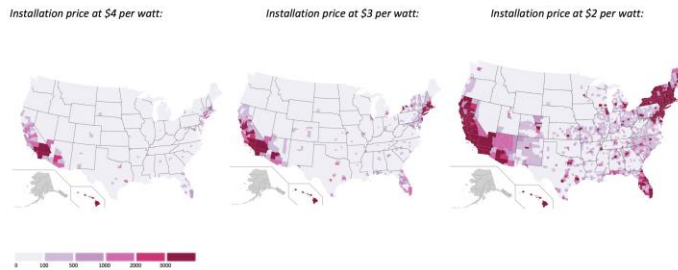 Installation price at $4 per watt:
Installation price at $3 per watt:
Installation price at $2 per watt:
0 100 500 1000 2000 3000